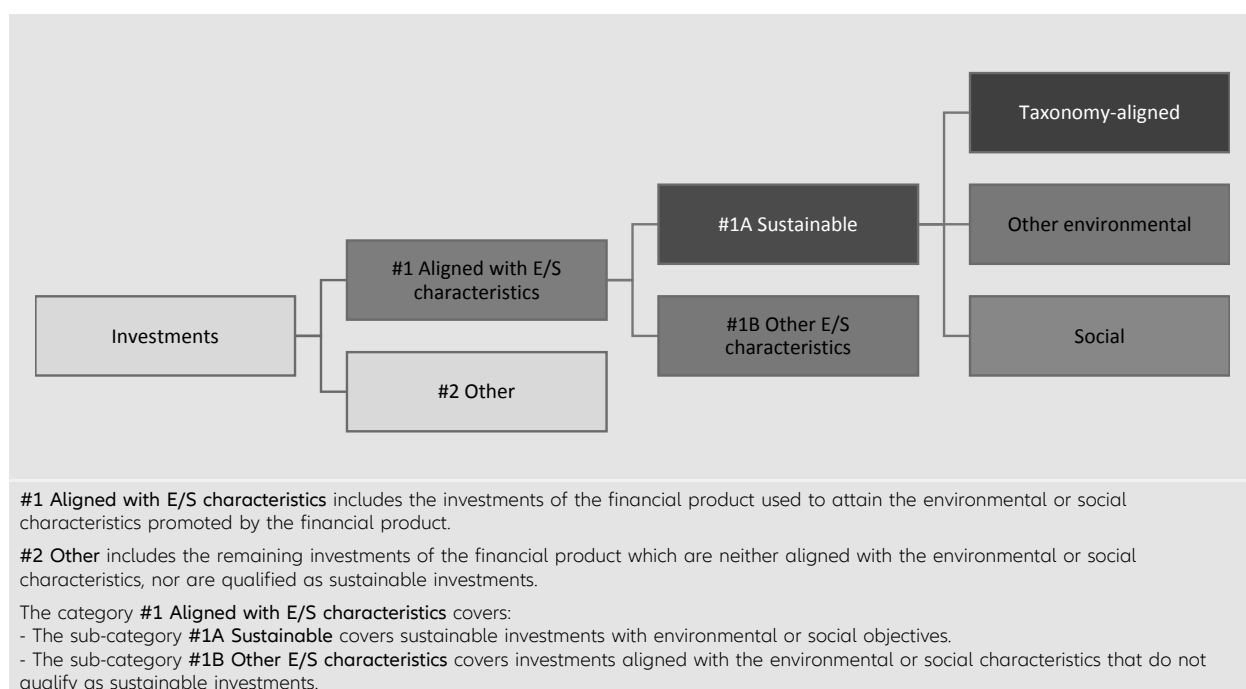 Taxonomy-aligned
#1A Sustainable
Other environmental
#1 Aligned with E/S
characteristics
Investments
#1B Other E/S
characteristics
Social
#2 Other
#1 Aligned with E/S characteristics includes the investments of the financial product used to attain the environmental or social
characteristics promoted by the financial product.
#2 Other includes the remaining investments of the financial product which are neither aligned with the environmental or social
characteristics, nor are qualified as sustainable investments.
The category #1 Aligned with E/S characteristics covers:
- The sub-category #1A Sustainable covers sustainable investments with environmental or social objectives.
- The sub-category #1B Other E/S characteristics covers investments aligned with the environmental or social characteristics that do not
qualify as sustainable investments.